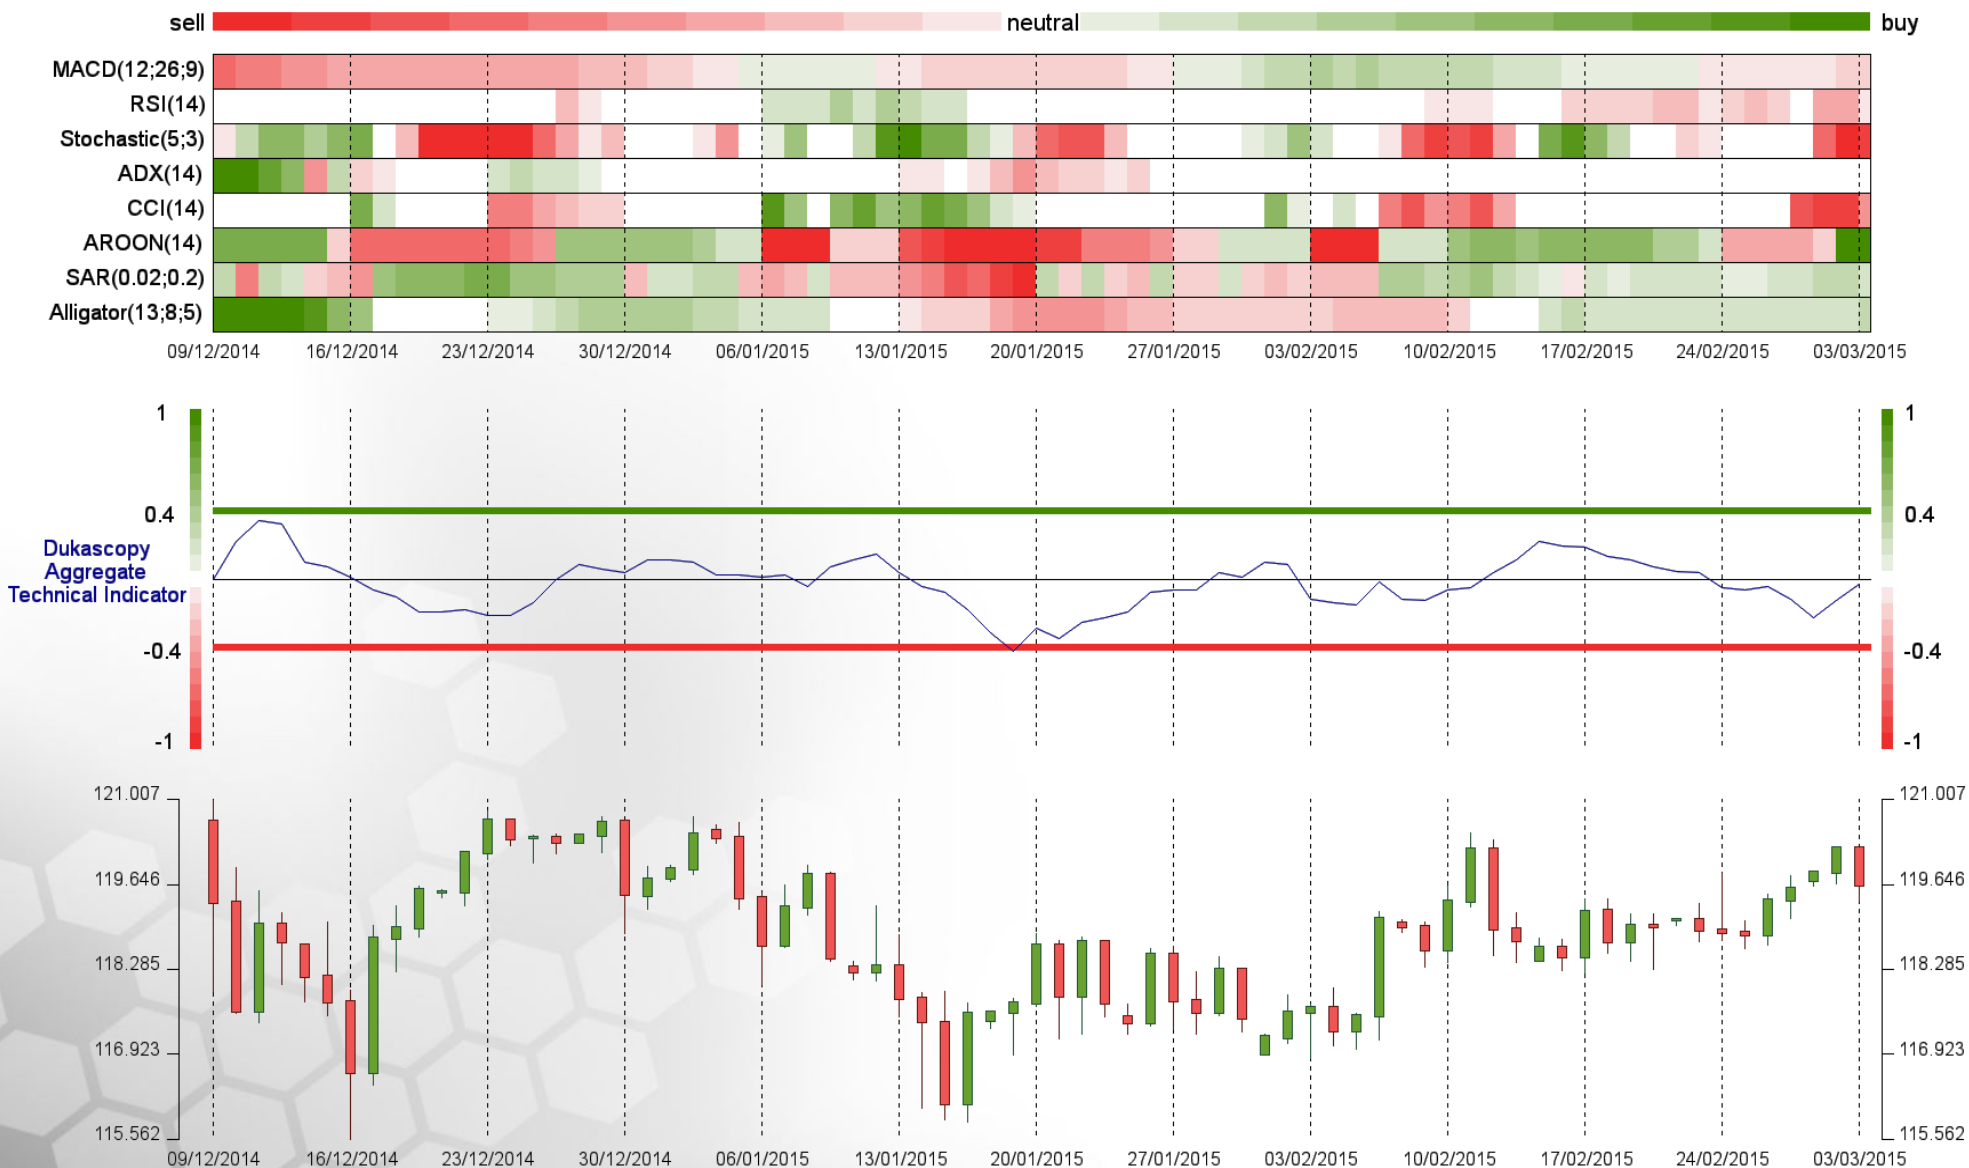 sell neutral buy
MACD(12;26;9)
RSI(14)
Stochastic(5;3)
ADX(14)
CCI(14)
AROON(14)
SAR(0.02;0.2)
Alligator(13;8;5)
09/12/2014 16/12/2014 23/12/2014 30/12/2014 06/01/2015 13/01/2015 20/01/2015 27/01/2015 03/02/2015 10/02/2015 17/02/2015 24/02/2015 03/03/2015
1 1
0.4 0.4
Dukascopy
Aggregate
Technical Indicator
-0.4 -0.4
-1 -1
121.007 121.007
119.646 119.646
118.285 118.285
116.923 116.923
115.562 115.562
09/12/2014 16/12/2014 23/12/2014 30/12/2014 06/01/2015 13/01/2015 20/01/2015 27/01/2015 03/02/2015 10/02/2015 17/02/2015 24/02/2015 03/03/2015